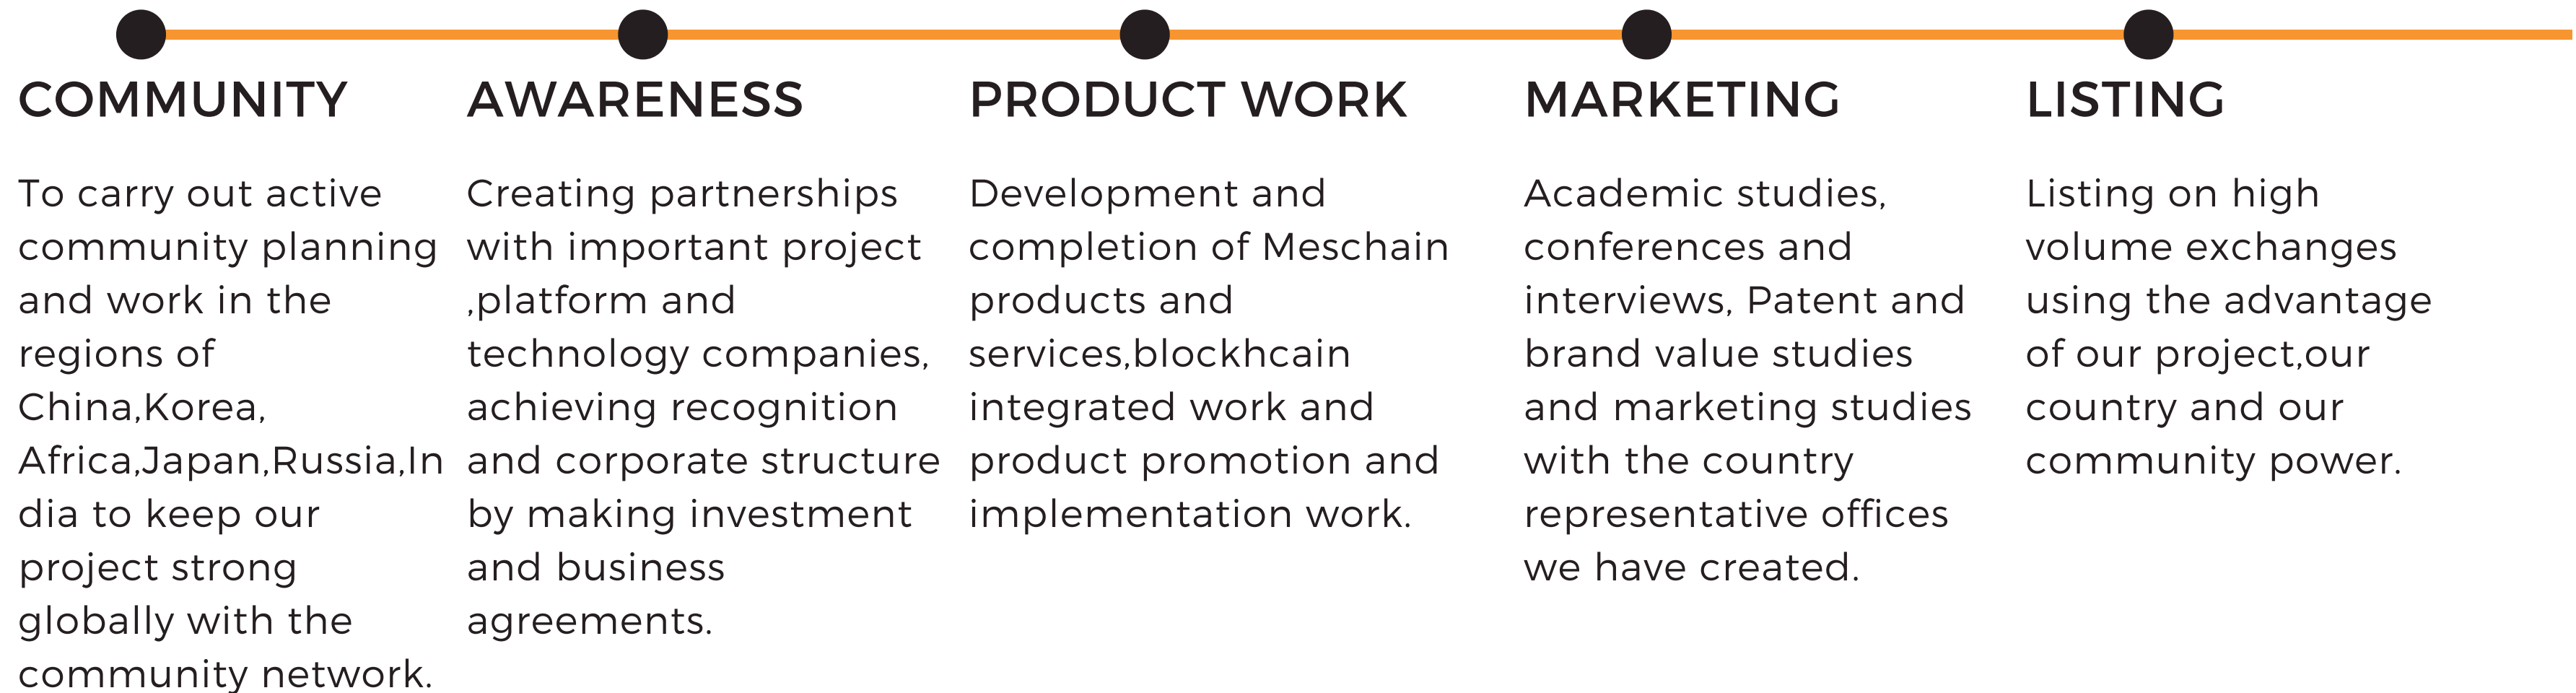 COMMUNITY
To carry out active
community planning
and work in the
regions of
China,Korea,
Africa,Japan,Russia,In
dia to keep our
project strong
globally with the
community network.
AWARENESS
Creating partnerships
with important project
,platform and
technology companies,
achieving recognition
and corporate structure
by making investment
and business
agreements.
PRODUCT WORK
Development and
completion of Meschain
products and
services,blockhcain
integrated work and
product promotion and
implementation work.
MARKETING
Academic studies,
conferences and
interviews, Patent and
brand value studies
and marketing studies
with the country
representative offices
we have created.
LISTING
Listing on high
volume exchanges
using the advantage
of our project,our
country and our
community power.